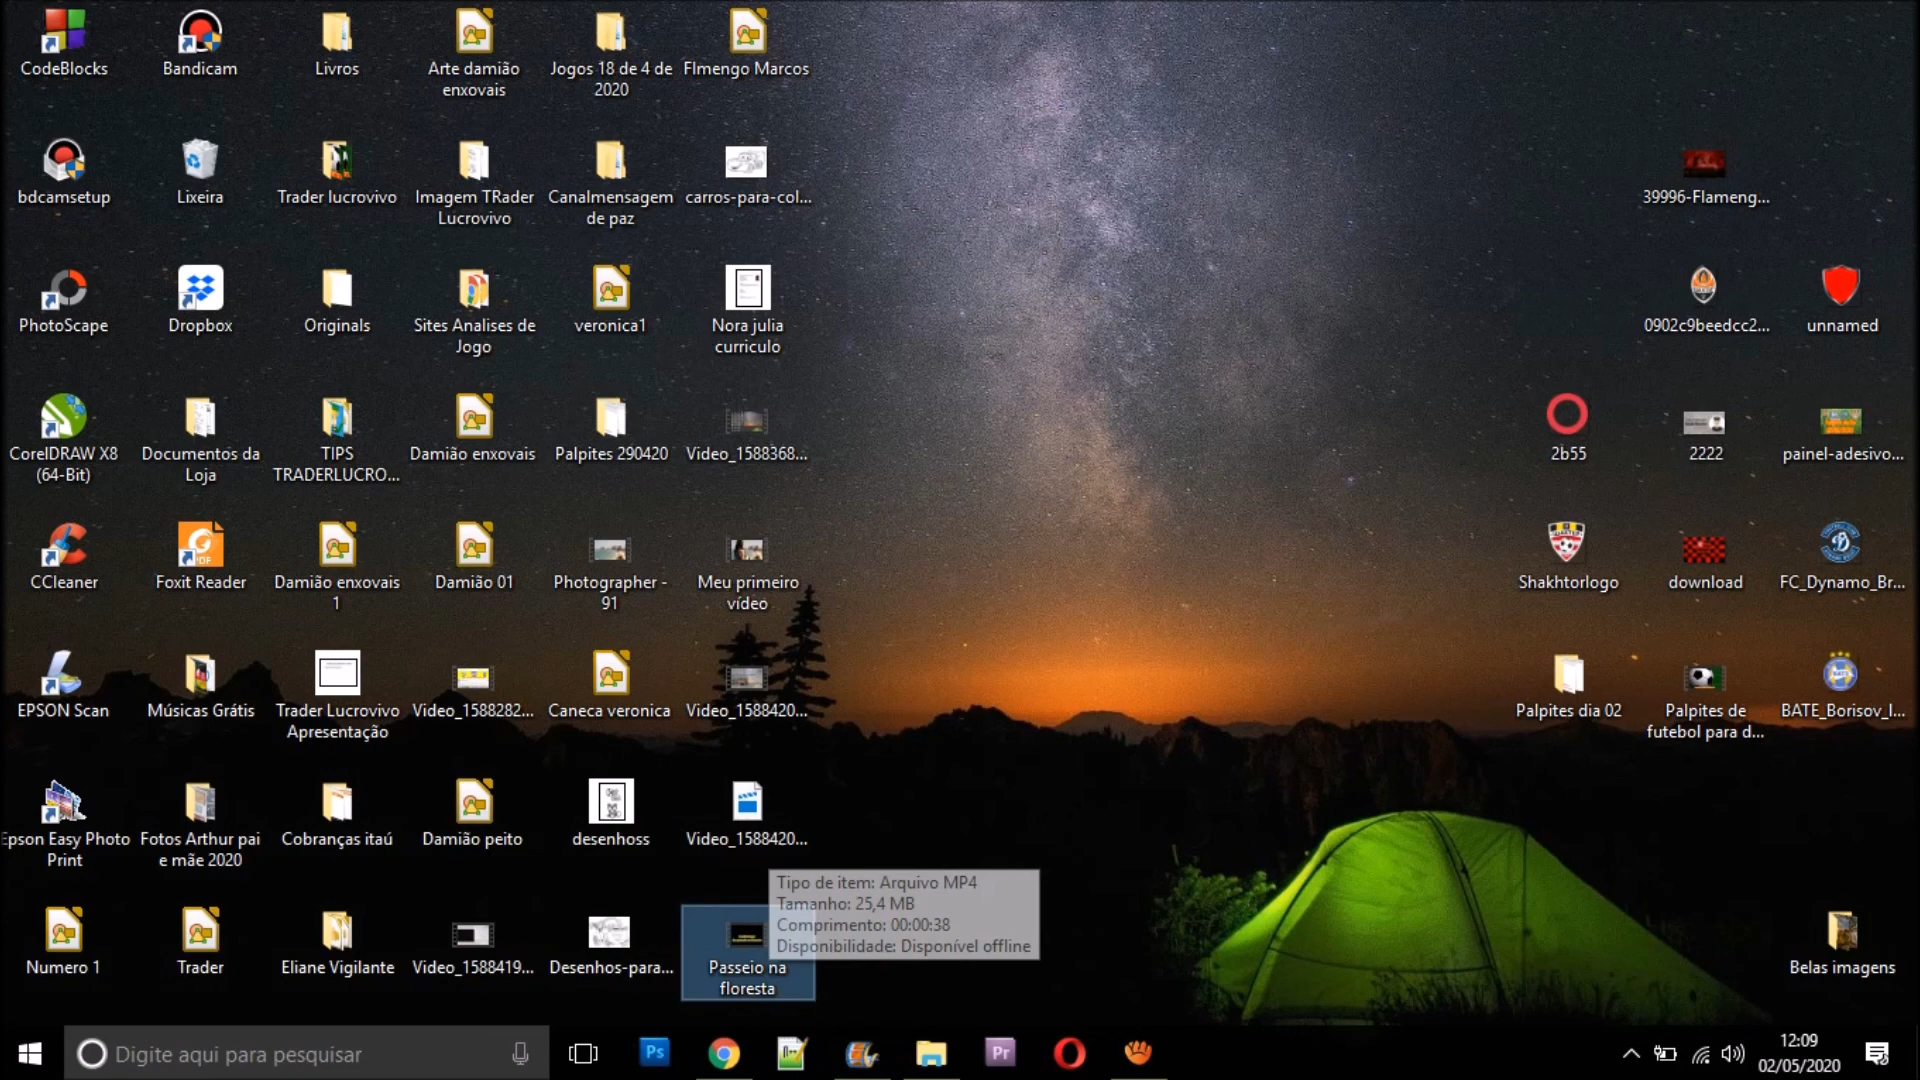 CodeBlocks
Bandicam
Livros
Arte damião
enxovais
Jogos 18 de 4 de
2020
Flmengo Marcos
bdcamsetup
Lixeira
Trader lucrovivo
Imagem TRader
Lucrovivo
Canalmensagem
de paz
carros-para-col...
39996-Flameng...
PhotoScape
Dropbox
Originals
Sites Analises de
Jogo
veronica1
Nora julia
curriculo
0902c9beedcc2...
unnamed
CorelDRAW X8
(64-Bit)
Documentos da
Loja
TIPS
TRADERLUCRO...
Damião enxovais
Palpites 290420
Video_1588368...
2b55
2222
painel-adesivo...
CCleaner
Foxit Reader
Damião enxovais
1
Damião 01
Photographer -
91
Meu primeiro
vídeo
Shakhtorlogo
download
FC_Dynamo_Br...
EPSON Scan
Músicas Grátis
Trader Lucrovivo
Apresentação
Video_1588282...
Caneca veronica
Video_1588420...
Palpites dia 02
Palpites de
futebol para d...
BATE_Borisov_l...
Epson Easy Photo
Print
Fotos Arthur pai
e mãe 2020
Cobranças itaú
Damião peito
desenhoss
Video_1588420...
Tipo de item: Arquivo MP4
Tamanho: 25,4 MB
Comprimento: 00:00:38
Disponibilidade: Disponível offline
Numero 1
Trader
Eliane Vigilante
Video_1588419...
Desenhos-para...
Passeio na
floresta
Belas imagens
Digite aqui para pesquisar
Ps
Pr
12:09
02/05/2020